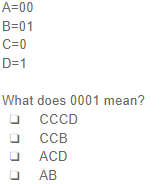 A=00
B=01
C=0
D=1
What does 0001 mean?
❑ CCCD
❑ CCB
❑ ACD
❑ AB